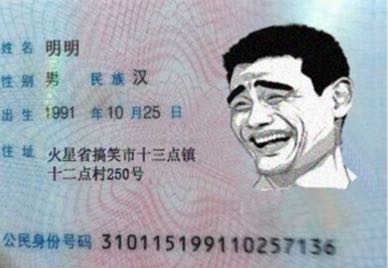 姓名 明明
性别 男 民族 汉
出生 1991 年 10 月 25 日
住址 火星省搞笑市十三点镇
十二点村250号
公民身份号码 310115199110257136